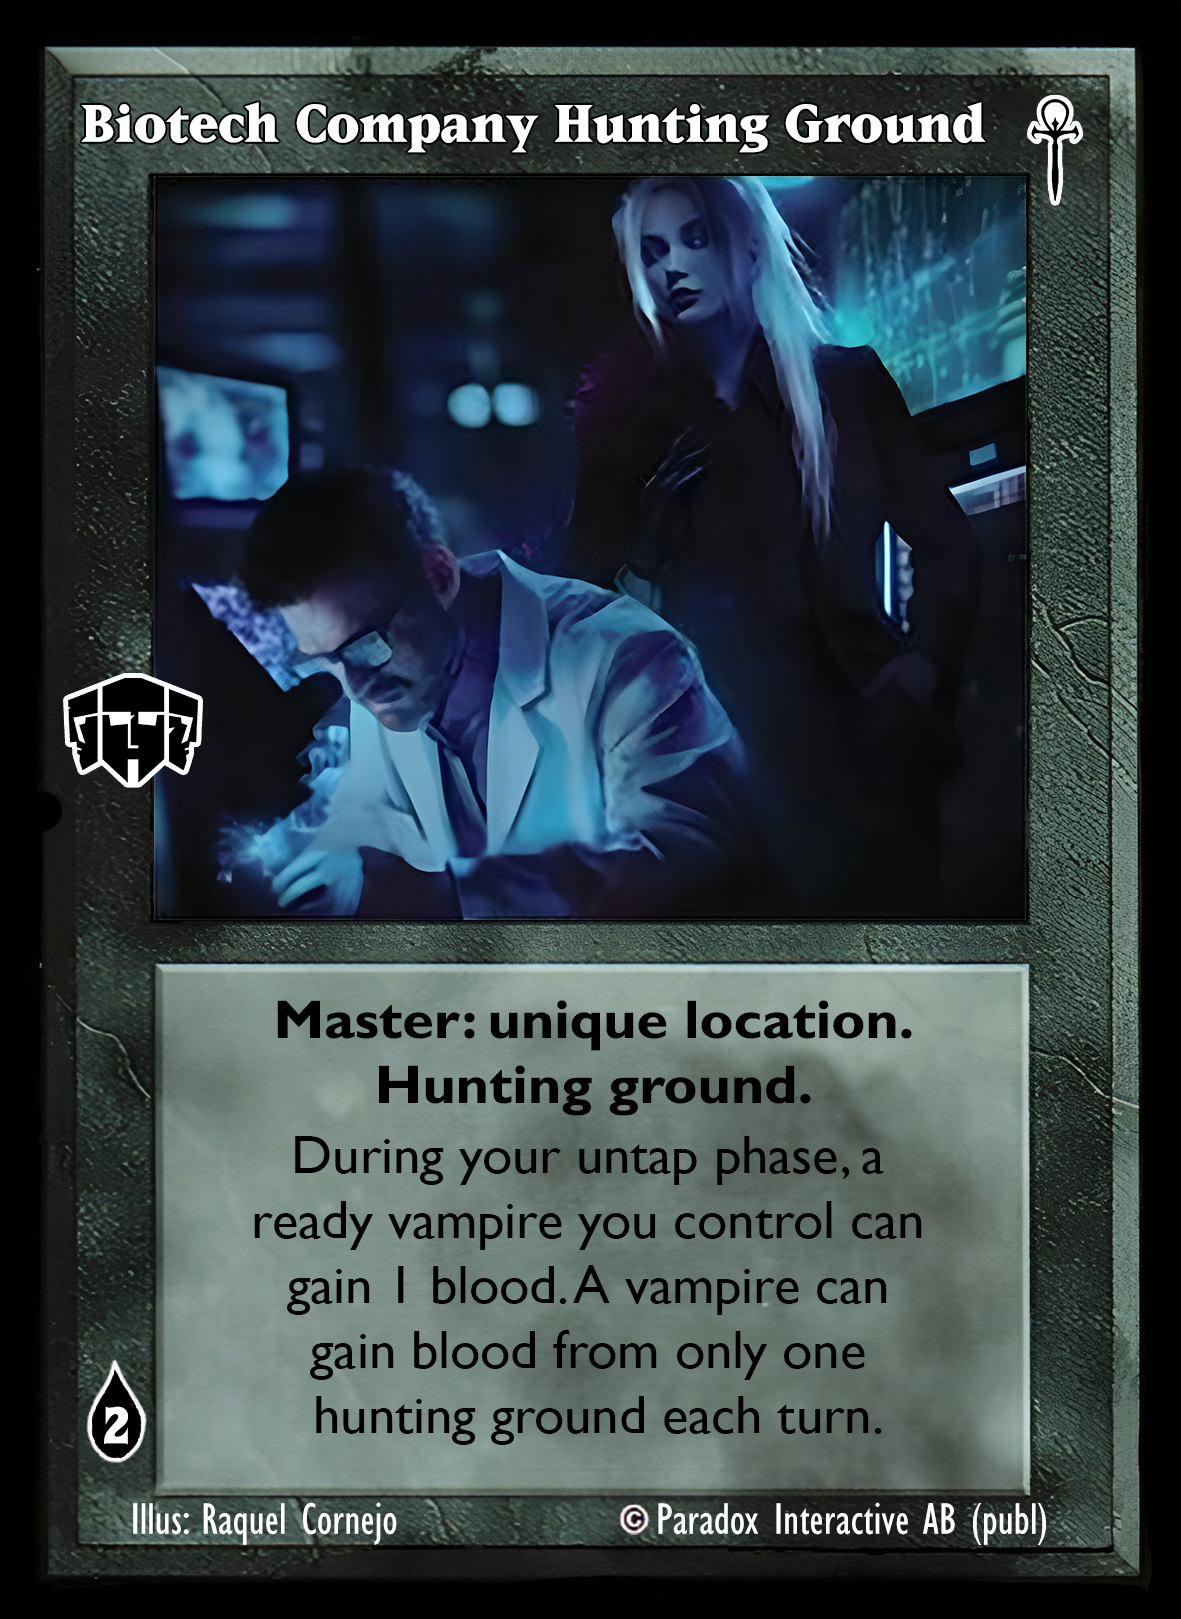 Biotech Company Hunting Ground
Master: unique location.
Hunting ground.
During your untap phase, a
ready vampire you control can
gain 1 blood. A vampire can
gain blood from only one
hunting ground each turn.
2
Illus: Raquel Cornejo
© Paradox Interactive AB (publ)